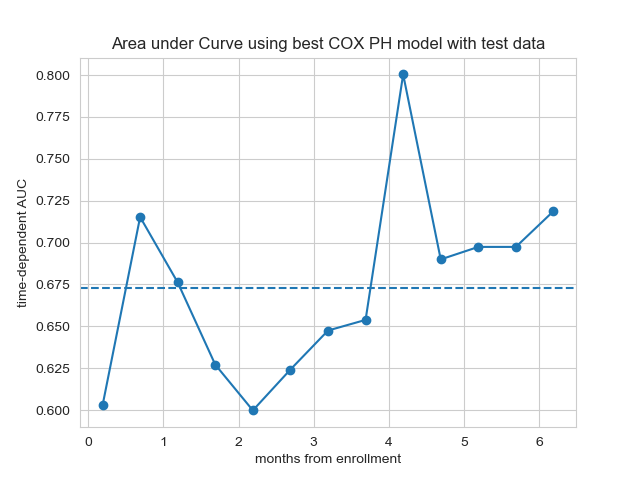 Area under Curve using best COX PH model with test data
time-dependent AUC
0.800
0.775
0.750
0.725
0.700
0.675
0.650
0.625
0.600
0 1 2 3 4 5 6
months from enrollment